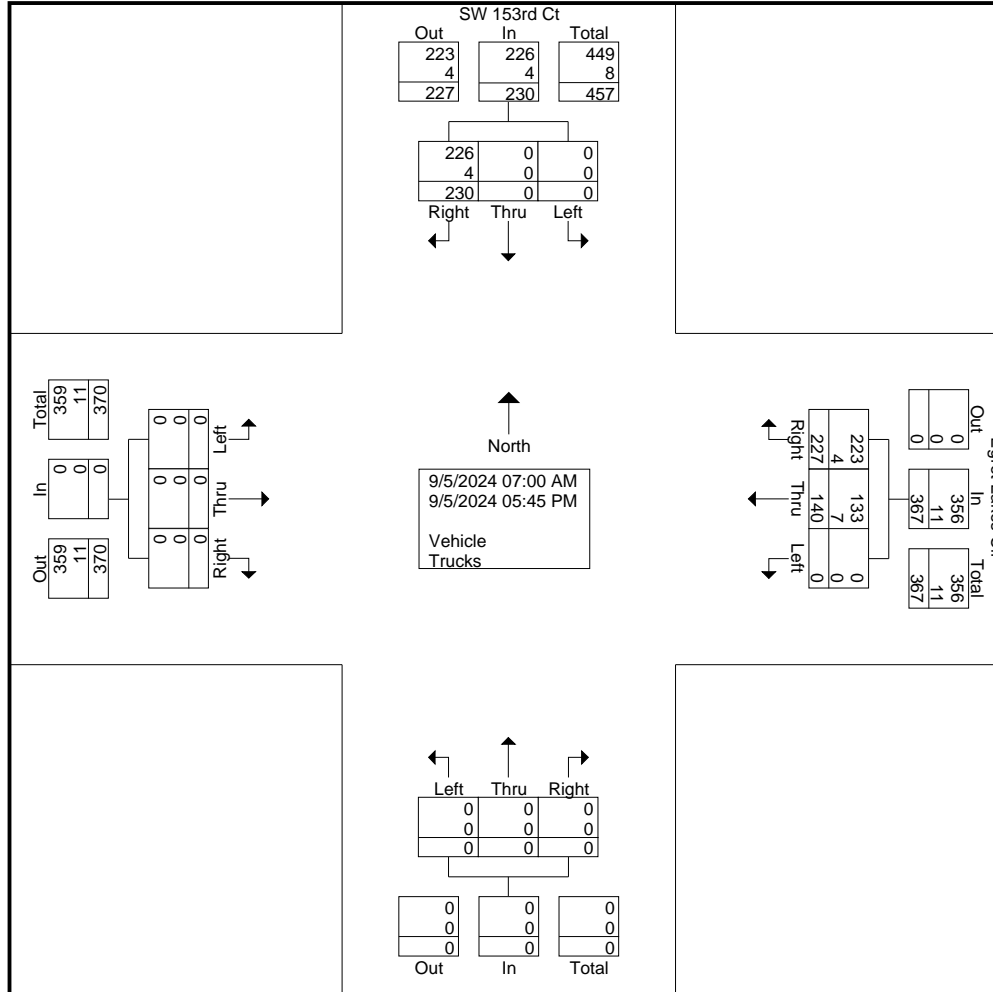 SW 153rd Ct
Out In Total
223 226 449
4 4 8
227 230 457
226 0 0
4 0 0
230 0 0
Right Thru Left
Total
359
11
370
In
0
0
0
Out
359
11
370
Left
0
0
0
Thru
0
0
0
Right
0
0
0
North
9/5/2024 07:00 AM
9/5/2024 05:45 PM
Vehicle
Trucks
Right
223
4
227
Thru
133
7
140
Left
0
0
0
Out
0
0
0
In
356
11
367
Total
356
11
367
Left Thru Right
0 0 0
0 0 0
0 0 0
0 0 0
0 0 0
0 0 0
Out In Total